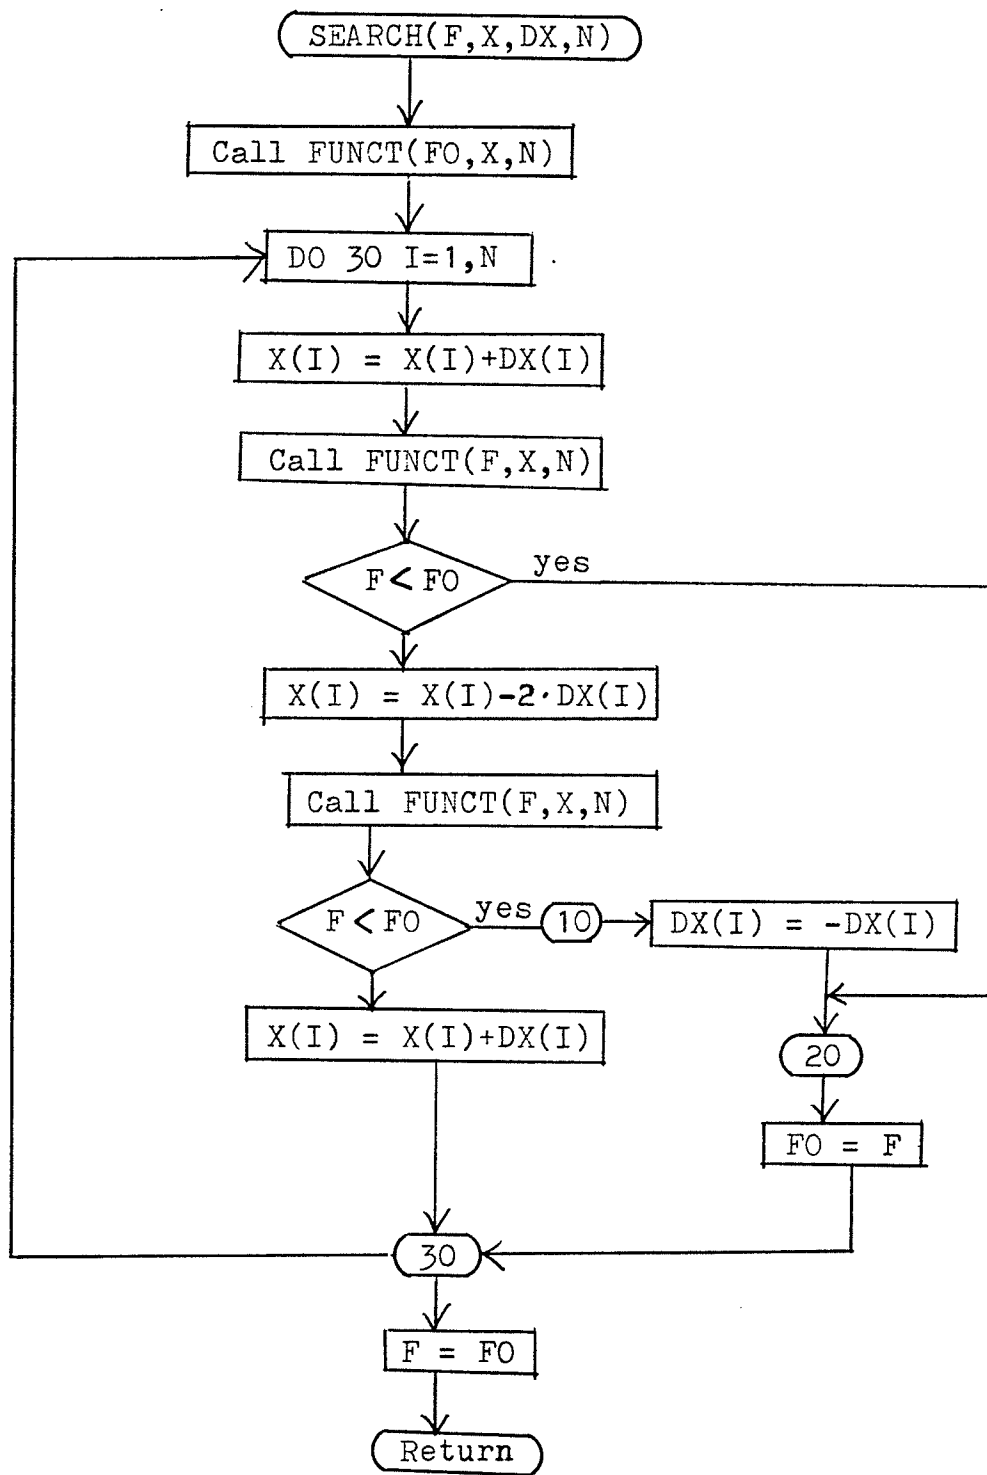 SEARCH(F,X,DX,N)
Call FUNCT(FO,X,N)
DO 30 I=1,N
X(I) = X(I)+DX(I)
Call FUNCT(F,X,N)
F < FO
yes
X(I) = X(I)-2·DX(I)
Call FUNCT(F,X,N)
F < FO
yes
10
DX(I) = -DX(I)
X(I) = X(I)+DX(I)
20
FO = F
30
F = FO
Return